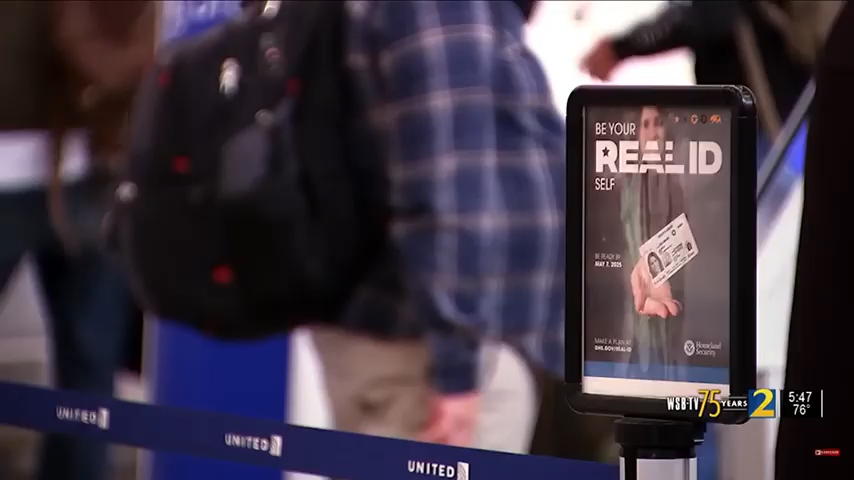 BE YOUR
REAL ID
SELF
BE READY BY
MAY 7, 2025
MAKE A PLAN AT
DHS.GOV/REAL-ID
Homeland
Security
WSB-TV 75 YEARS 2
5:47
76°
UNITED
UNITED
UNITED